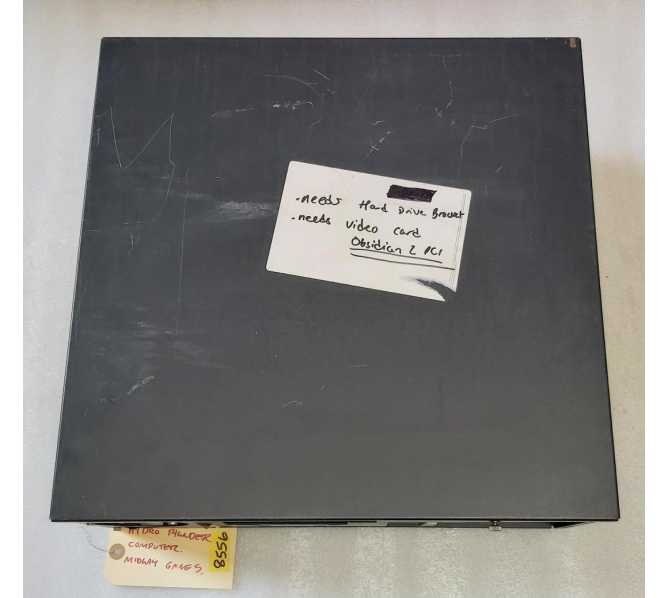 -needs Hard Drive Bracket
-needs Video Card
Obsidian 2 PCI
HYDRO THUNDER
COMPUTER
MIDWAY GAMES.
8556